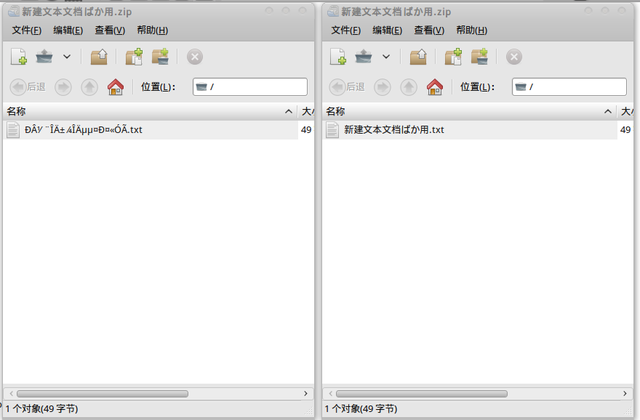 新建文本文档ばか用.zip
文件(F) 编辑(E) 查看(V) 帮助(H)
后退 位置(L): /
名称 大小
ÐÂ½¨ÎÄ±¾ÎÄµµ¤Ð¤«ÓÃ.txt 49
1 个对象(49 字节)
新建文本文档ばか用.zip
文件(F) 编辑(E) 查看(V) 帮助(H)
后退 位置(L): /
名称 大
新建文本文档ばか用.txt 49
1 个对象(49 字节)